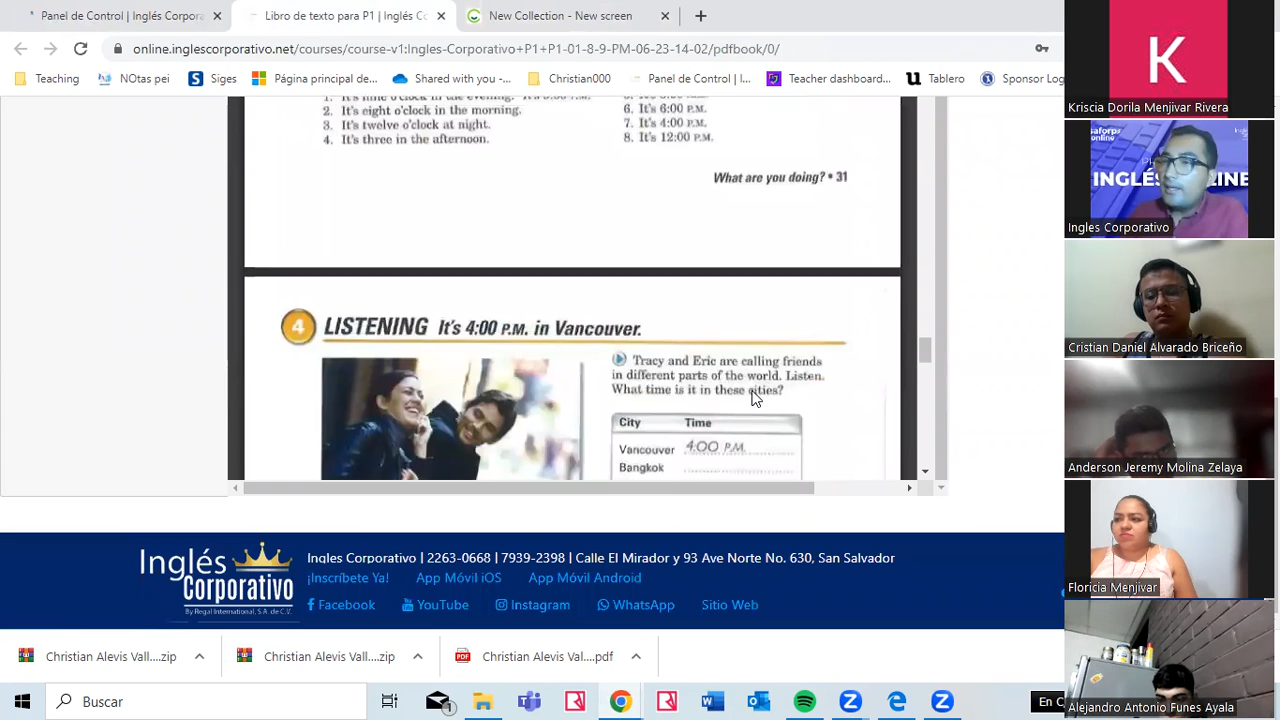 Panel de Control | Inglés Corpora
Libro de texto para P1 | Inglés Co
New Collection - New screen
online.inglescorporativo.net/courses/course-v1:Ingles-Corporativo+P1+P1-01-8-9-PM-06-23-14-02/pdfbook/0/
Teaching
NOtas pei
Siges
Página principal de...
Shared with you -...
Christian000
Panel de Control | I...
Teacher dashboard...
Tablero
Sponsor Log
2. It's eight o'clock in the morning.
3. It's twelve o'clock at night.
4. It's three in the afternoon.
6. It's 6:00 P.M.
7. It's 4:00 P.M.
8. It's 12:00 P.M.
What are you doing? • 31
4 LISTENING It's 4:00 P.M. in Vancouver.
Tracy and Eric are calling friends
in different parts of the world. Listen.
What time is it in these cities?
City Time
Vancouver 4:00 P.M.
Bangkok
Inglés
Corporativo
By Regal International, S.A. de C.V.
Ingles Corporativo | 2263-0668 | 7939-2398 | Calle El Mirador y 93 Ave Norte No. 630, San Salvador
¡Inscríbete Ya! App Móvil iOS App Móvil Android
Facebook YouTube Instagram WhatsApp Sitio Web
Christian Alevis Vall....zip
Christian Alevis Vall....zip
Christian Alevis Val....pdf
Buscar
1
En C
K
Kriscia Dorila Menjivar Rivera
INGLÉS
LINE
Ingles Corporativo
Cristian Daniel Alvarado Briceño
Anderson Jeremy Molina Zelaya
Floricia Menjivar
Alejandro Antonio Funes Ayala